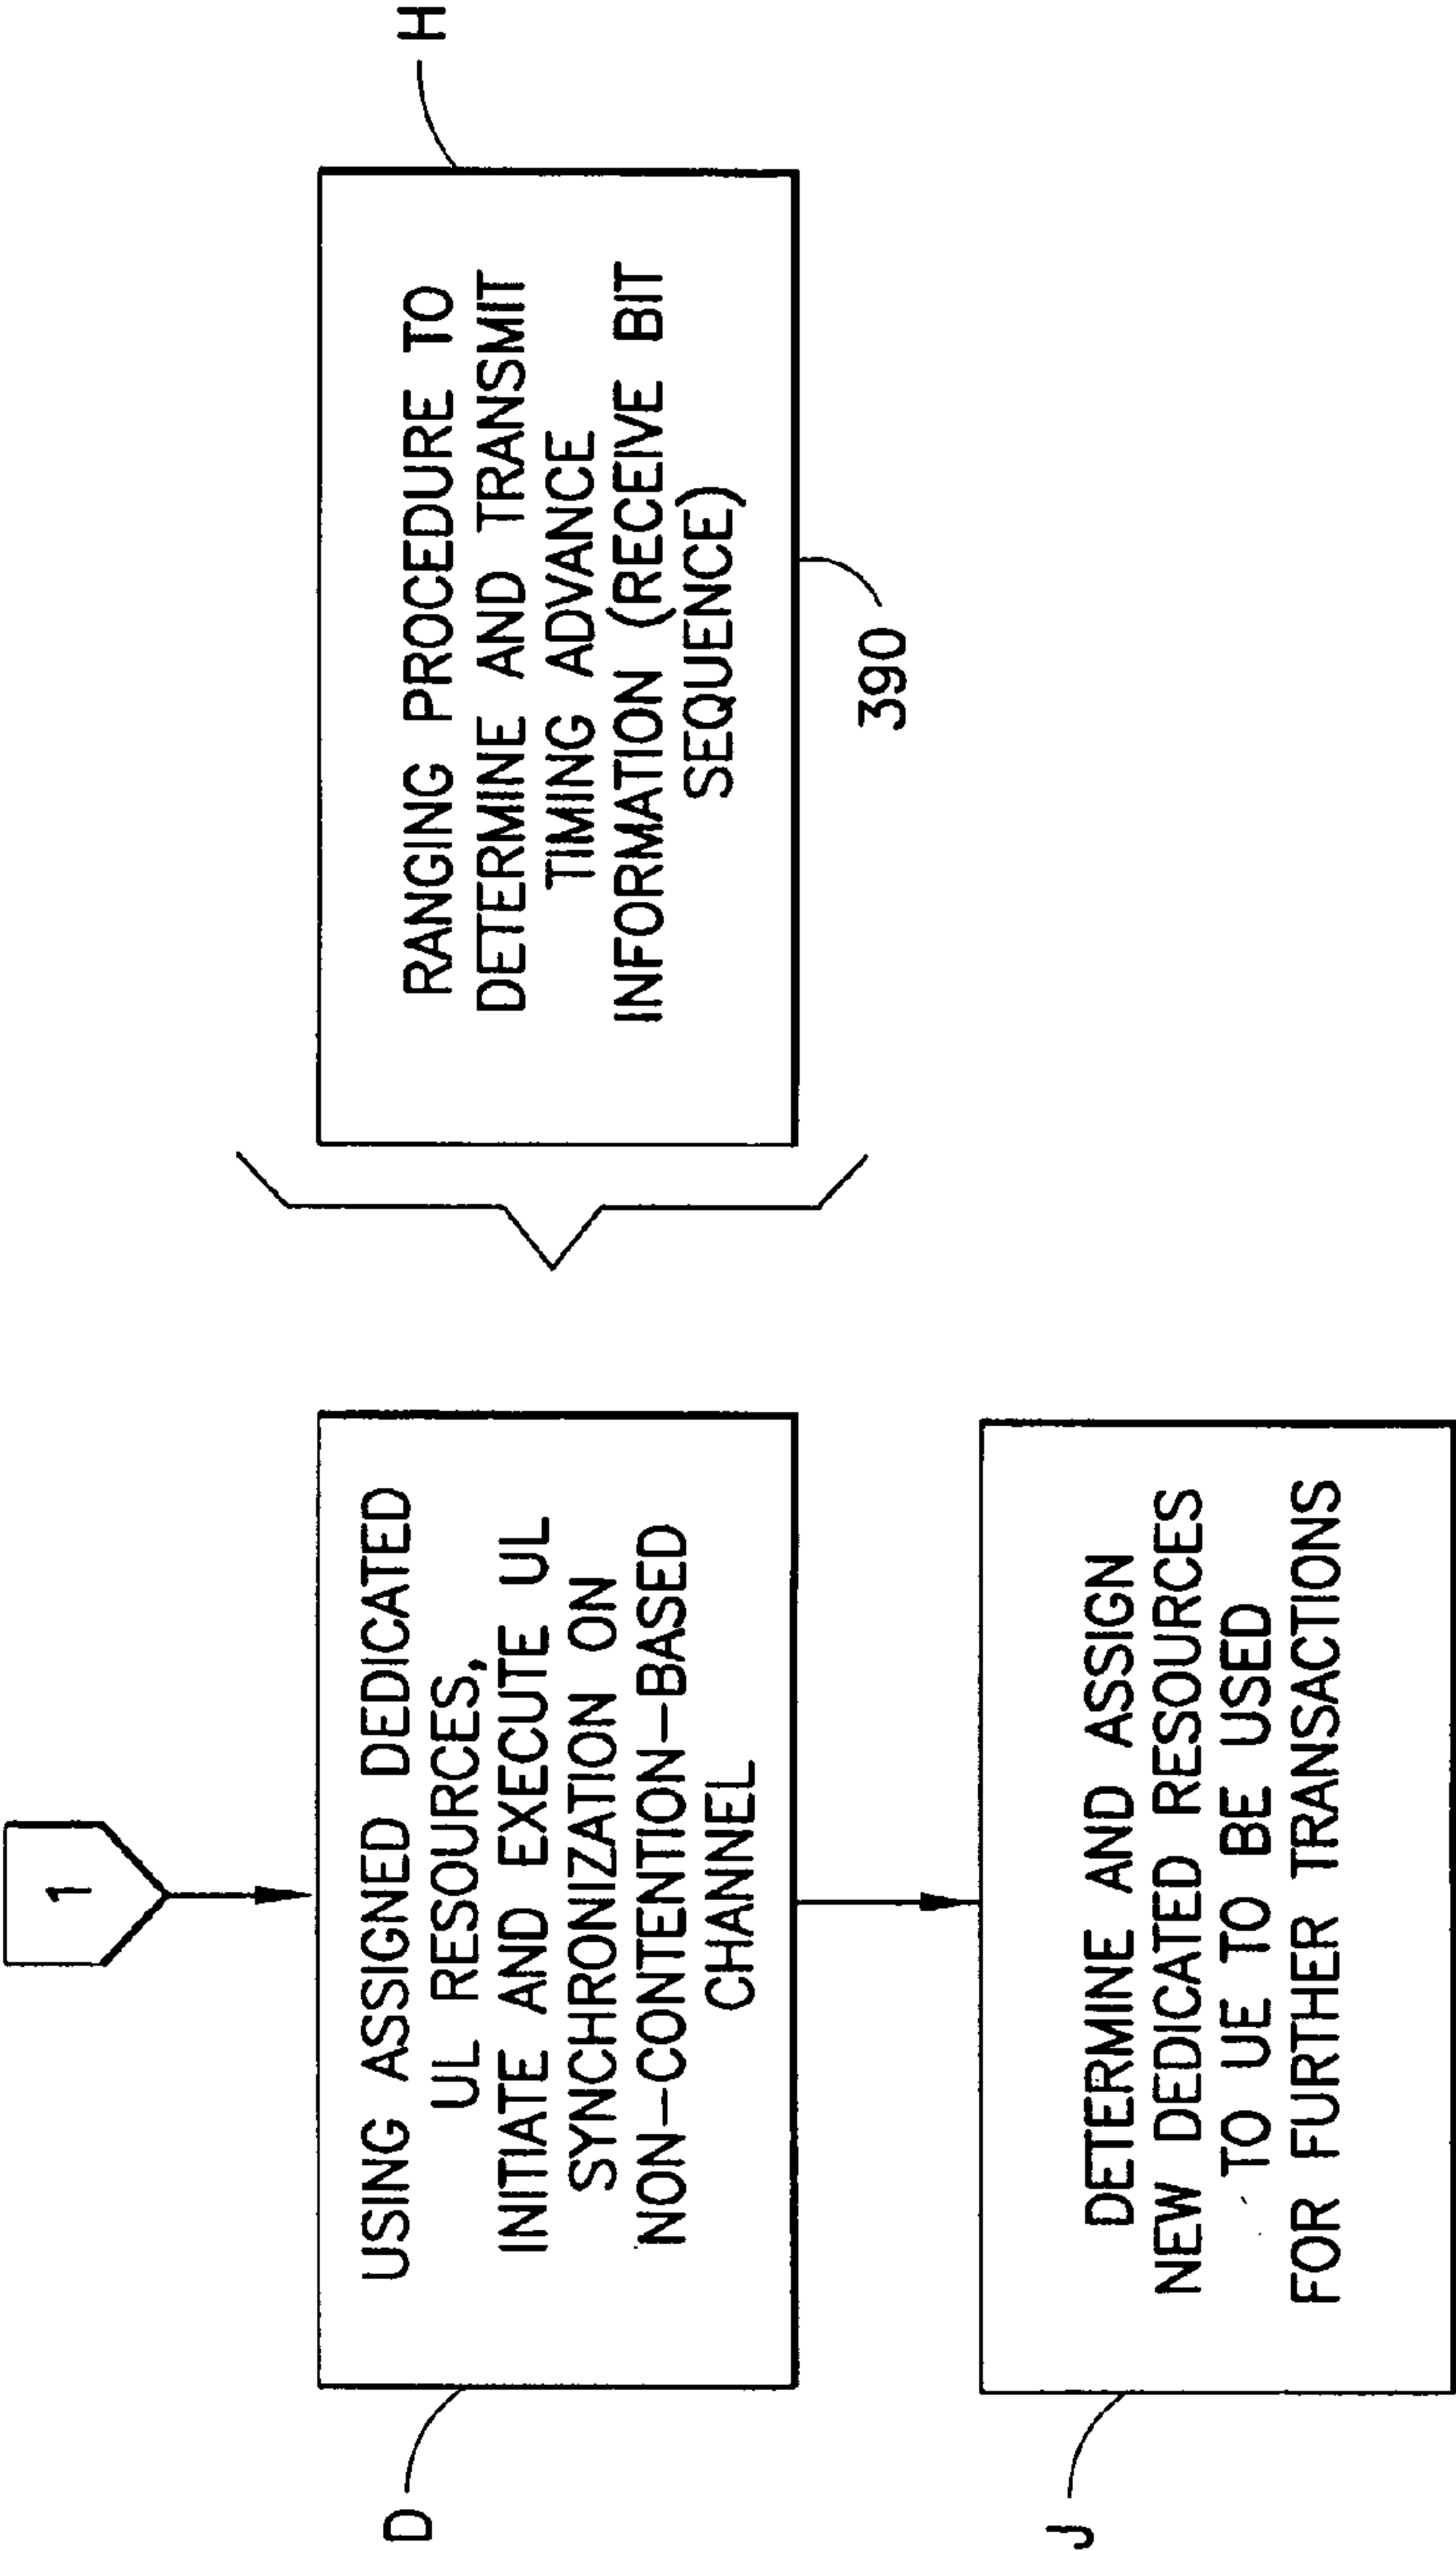 1
D
USING ASSIGNED DEDICATED
UL RESOURCES,
INITIATE AND EXECUTE UL
SYNCHRONIZATION ON
NON-CONTENTION-BASED
CHANNEL
H
RANGING PROCEDURE TO
DETERMINE AND TRANSMIT
TIMING ADVANCE
INFORMATION (RECEIVE BIT
SEQUENCE)
390
J
DETERMINE AND ASSIGN
NEW DEDICATED RESOURCES
TO UE TO BE USED
FOR FURTHER TRANSACTIONS